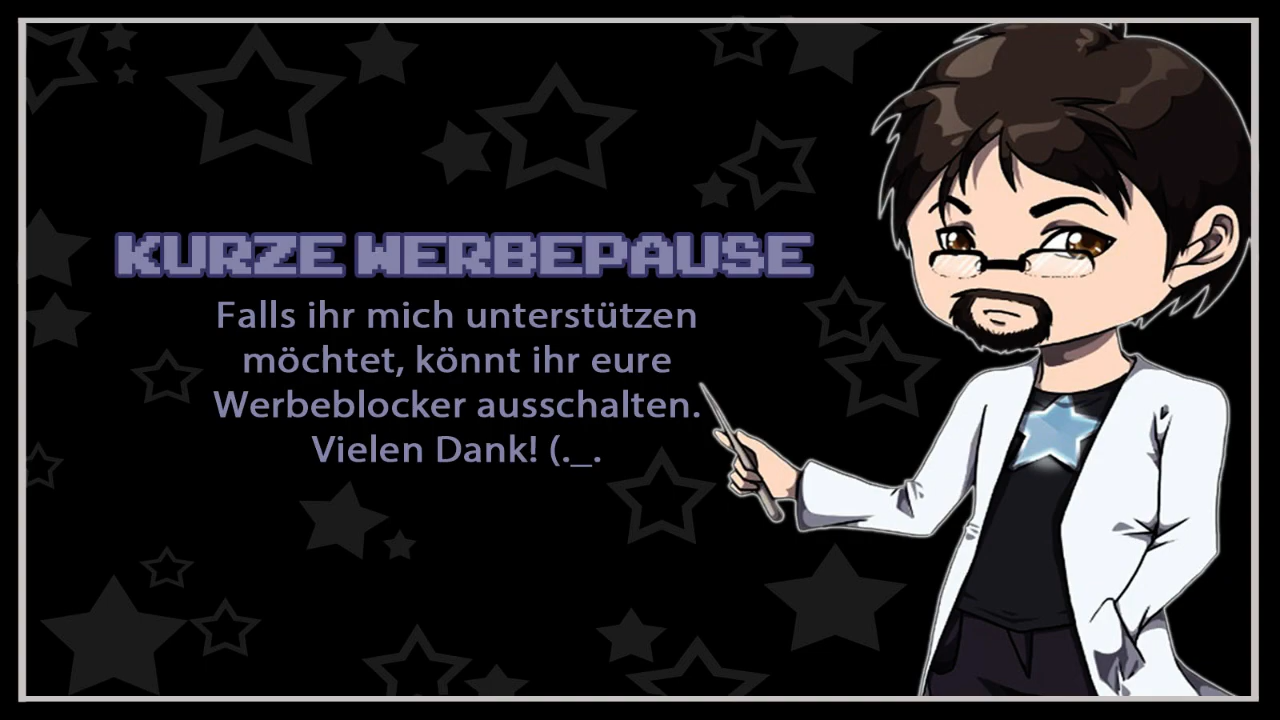 KURZE WERBEPAUSE
Falls ihr mich unterstützen
möchtet, könnt ihr eure
Werbeblocker ausschalten.
Vielen Dank! (._.